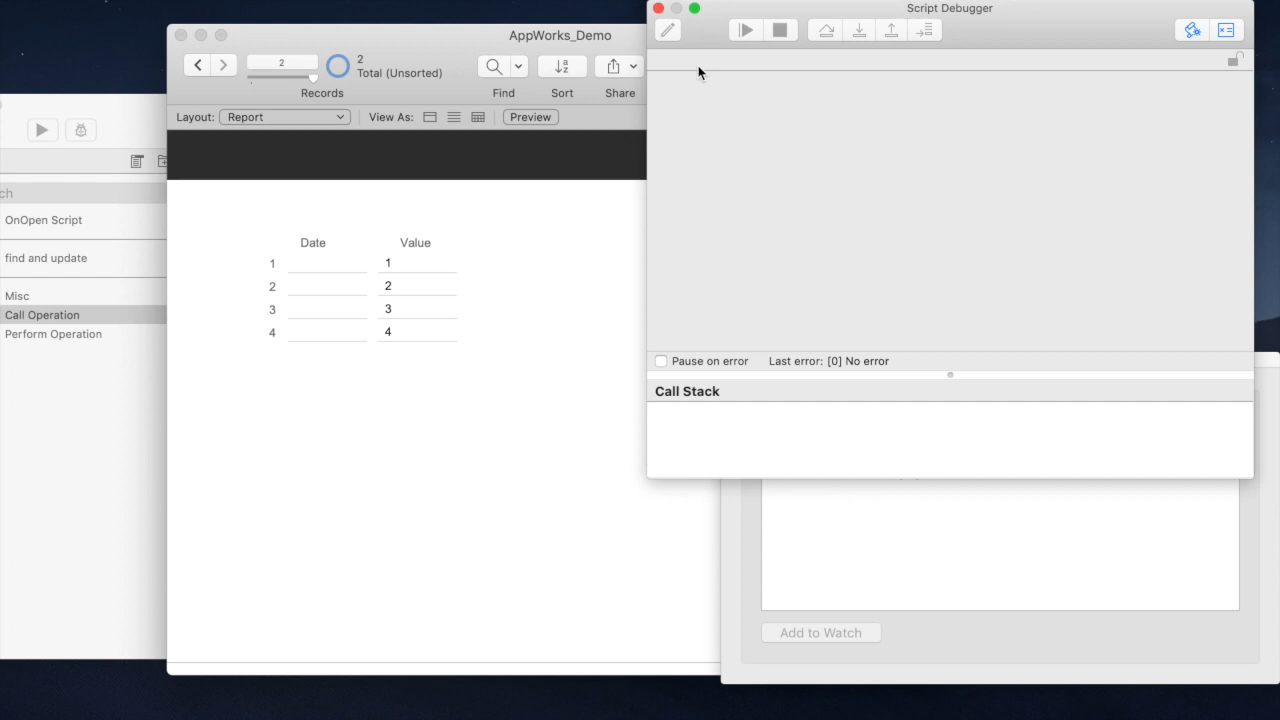 Script Debugger
AppWorks_Demo
2
2
Total (Unsorted)
Records
Find
Sort
Share
Layout: Report
View As:
Preview
ch
OnOpen Script
find and update
Misc
Call Operation
Perform Operation
Date Value
1 1
2 2
3 3
4 4
Pause on error Last error: [0] No error
Call Stack
Add to Watch